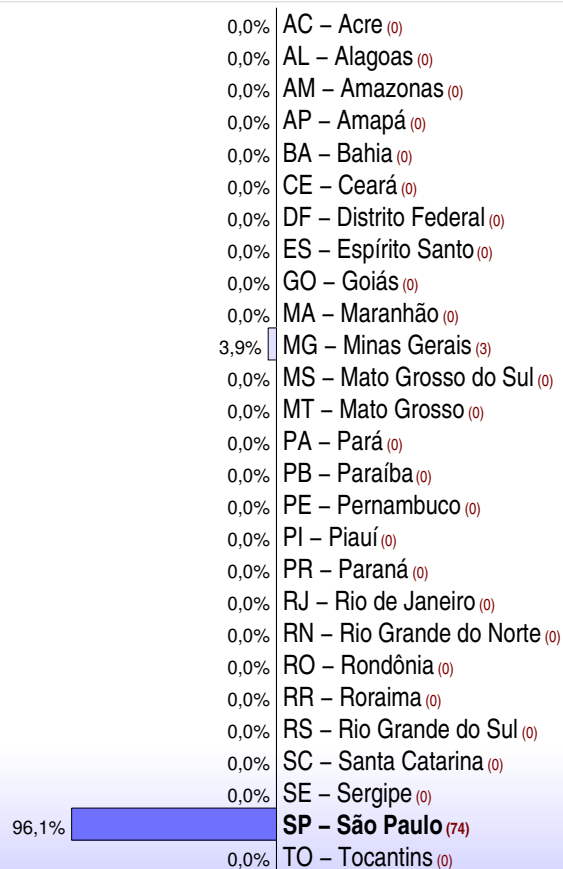 0,0% AC – Acre (0)
0,0% AL – Alagoas (0)
0,0% AM – Amazonas (0)
0,0% AP – Amapá (0)
0,0% BA – Bahia (0)
0,0% CE – Ceará (0)
0,0% DF – Distrito Federal (0)
0,0% ES – Espírito Santo (0)
0,0% GO – Goiás (0)
0,0% MA – Maranhão (0)
3,9% MG – Minas Gerais (3)
0,0% MS – Mato Grosso do Sul (0)
0,0% MT – Mato Grosso (0)
0,0% PA – Pará (0)
0,0% PB – Paraíba (0)
0,0% PE – Pernambuco (0)
0,0% PI – Piauí (0)
0,0% PR – Paraná (0)
0,0% RJ – Rio de Janeiro (0)
0,0% RN – Rio Grande do Norte (0)
0,0% RO – Rondônia (0)
0,0% RR – Roraima (0)
0,0% RS – Rio Grande do Sul (0)
0,0% SC – Santa Catarina (0)
0,0% SE – Sergipe (0)
96,1% SP – São Paulo (74)
0,0% TO – Tocantins (0)